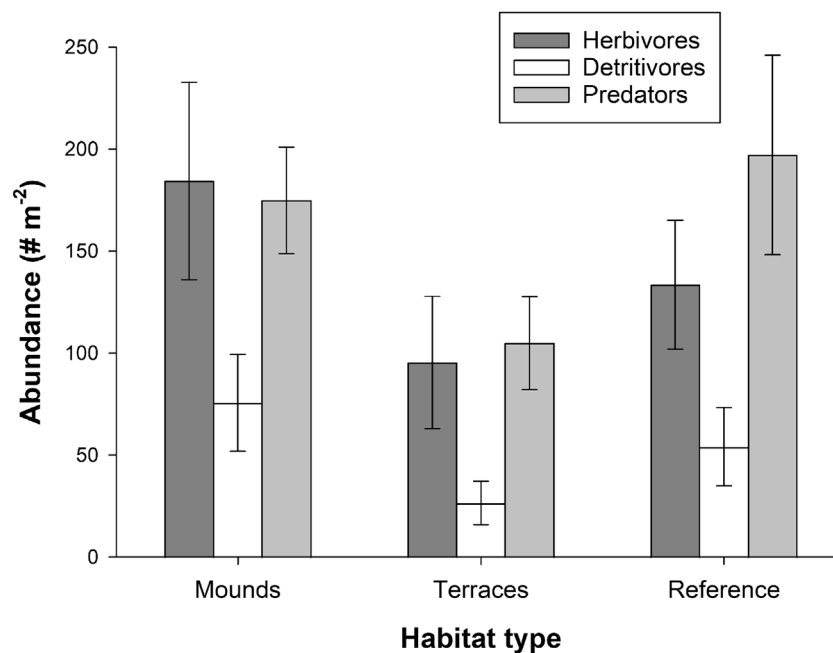 Herbivores
Detritivores
Predators
250
200
150
100
50
0
Abundance (# m⁻²)
Mounds Terraces Reference
Habitat type